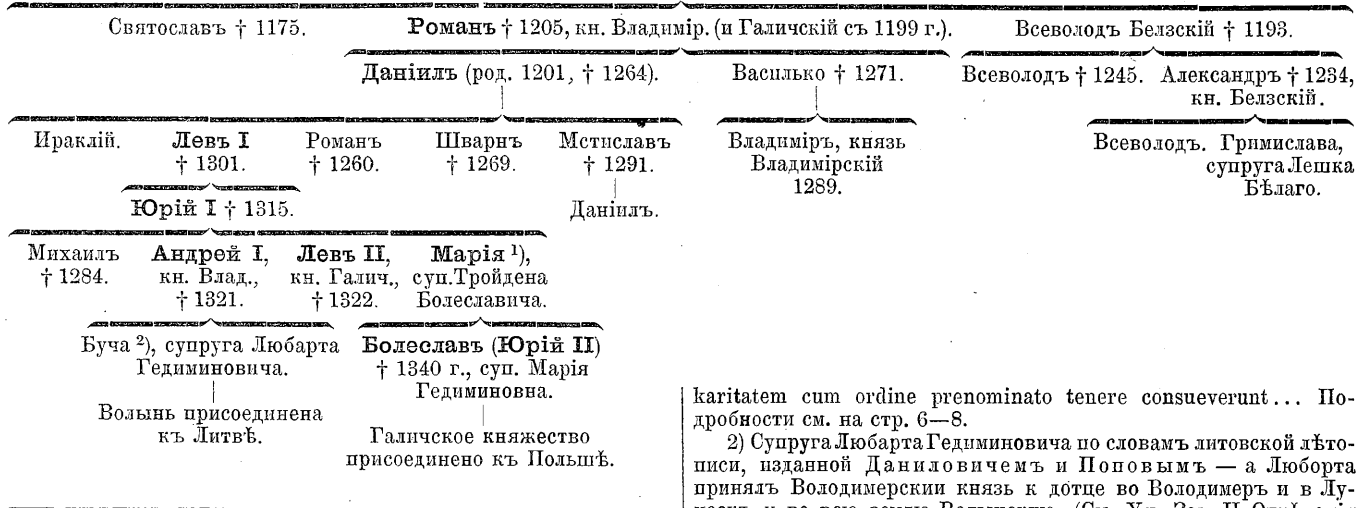 Святославъ † 1175. Романъ † 1205, кн. Владимір. (и Галичскій съ 1199 г.). Всеволодъ Белзскій † 1193.
Даніилъ (род. 1201, † 1264). Василько † 1271. Всеволодъ † 1245. Александръ † 1234,
кн. Белзскій.
Ираклій. Левъ I Романъ Шварнъ Мстиславъ Владиміръ, князь Всеволодъ. Гримислава,
† 1301. † 1260. † 1269. † 1291. Владимірскій супруга Лешка
1289. Бѣлаго.
Юрій I † 1315. Даніилъ.
Михаилъ Андрей I, Левъ II, Марія ¹),
† 1284. кн. Влад., кн. Галич., суп. Тройдена
† 1321. † 1322. Болеславича.
Буча ²), супруга Любарта Болеславъ (Юрій II)
Гедиминовича. † 1340 г., суп. Марія
Гедиминовна.
Волынь присоединена
къ Литвѣ.
Галичское княжество
присоединено къ Польшѣ.
karitatem cum ordine prenominato tenere consueverunt... По-
дробности см. на стр. 6—8.
2) Супруга Любарта Гедиминовича по словамъ литовской лѣто-
писи, изданной Даниловичемъ и Поповымъ — а Люборта
принялъ Володимерскии князь к дотце во Володимеръ и в Лу-